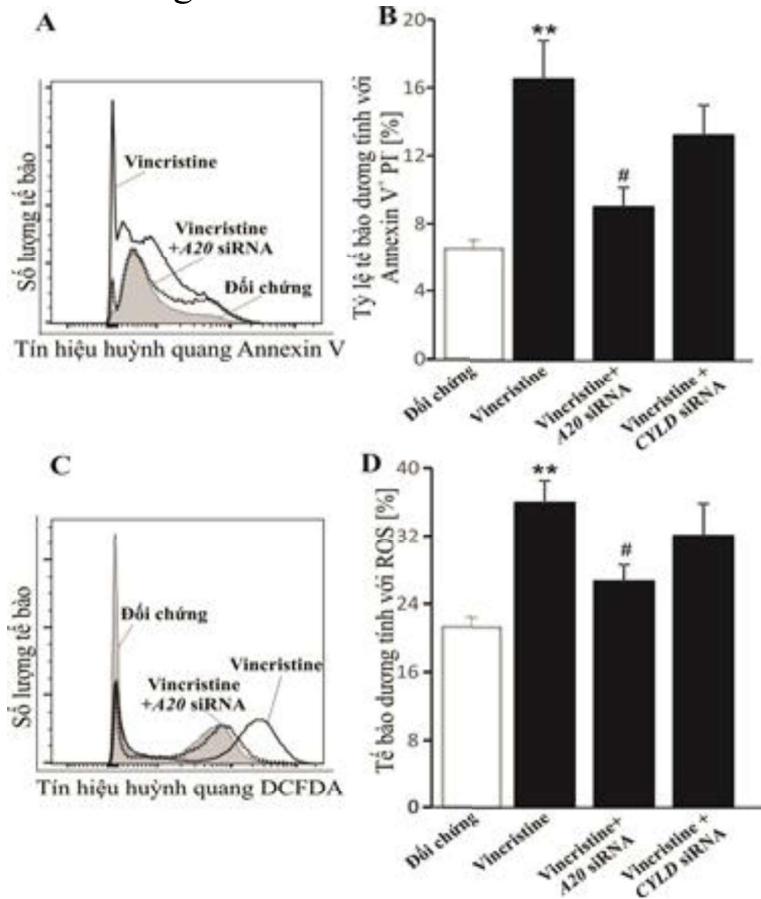 A
Số lượng tế bào
Vincristine
Vincristine
+A20 siRNA
Đối chứng
Tín hiệu huỳnh quang Annexin V
B
Tỷ lệ tế bào dương tính với
Annexin V⁺ PI⁻ [%]
20
16
12
8
4
0
**
#
Đối chứng
Vincristine
Vincristine+
A20 siRNA
Vincristine +
CYLD siRNA
C
Số lượng tế bào
Đối chứng
Vincristine
Vincristine
+A20 siRNA
Tín hiệu huỳnh quang DCFDA
D
Tế bào dương tính với ROS [%]
40
32
24
16
8
0
**
#
Đối chứng
Vincristine
Vincristine+
A20 siRNA
Vincristine +
CYLD siRNA